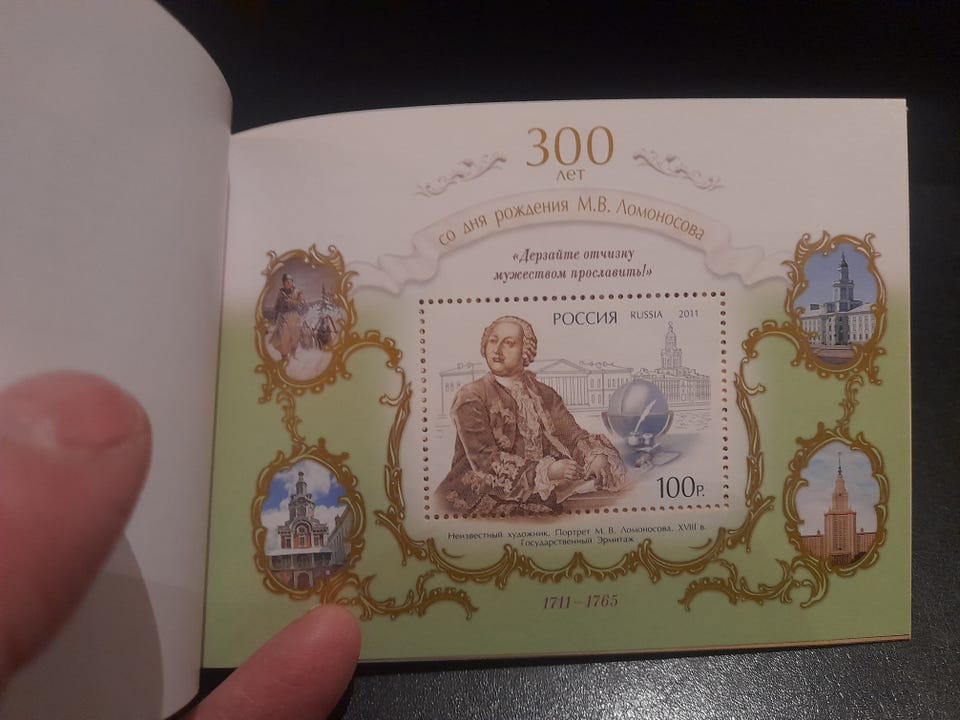 300
лет
со дня рождения М.В. Ломоносова
«Дерзайте отчизну
мужеством прославить!»
РОССИЯ RUSSIA 2011
100р.
Неизвестный художник. Портрет М. В. Ломоносова. XVIII в.
Государственный Эрмитаж
1711–1765